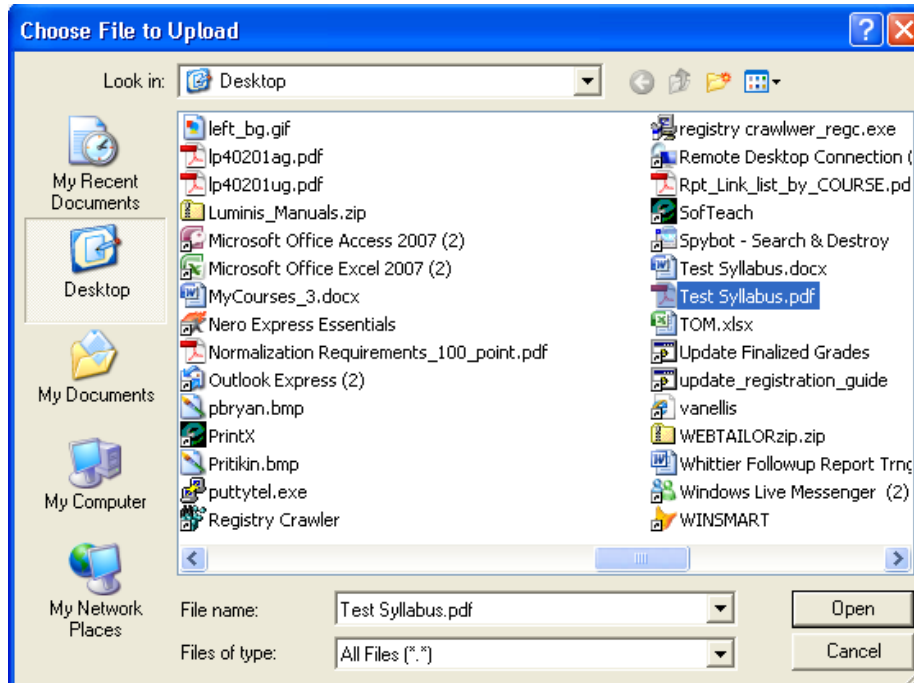 Choose File to Upload
Look in:
Desktop
My Recent
Documents
Desktop
My Documents
My Computer
My Network
Places
left_bg.gif
lp40201ag.pdf
lp40201ug.pdf
Luminis_Manuals.zip
Microsoft Office Access 2007 (2)
Microsoft Office Excel 2007 (2)
MyCourses_3.docx
Nero Express Essentials
Normalization Requirements_100_point.pdf
Outlook Express (2)
pbryan.bmp
PrintX
Pritikin.bmp
puttytel.exe
Registry Crawler
registry crawlwer_regc.exe
Remote Desktop Connection (
Rpt_Link_list_by_COURSE.pd
SofTeach
Spybot - Search & Destroy
Test Syllabus.docx
Test Syllabus.pdf
TOM.xlsx
Update Finalized Grades
update_registration_guide
vanellis
WEBTAILORzip.zip
Whittier Followup Report Trng
Windows Live Messenger (2)
WINSMART
File name:
Test Syllabus.pdf
Open
Files of type:
All Files (*.*)
Cancel